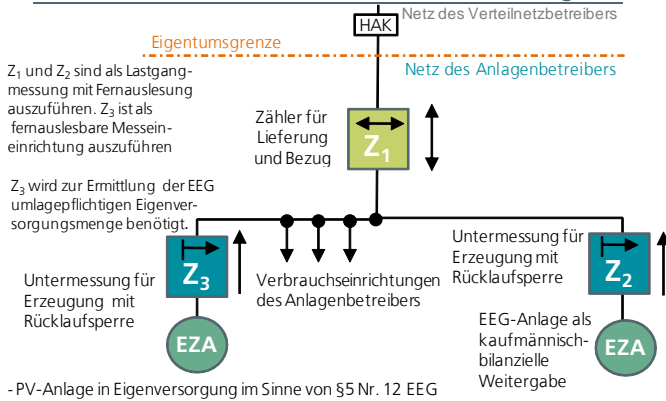 Netz des Verteilnetzbetreibers
HAK
Eigentumsgrenze
Netz des Anlagenbetreibers
Z1 und Z2 sind als Lastgang-
messung mit Fernauslesung
auszuführen. Z3 ist als
fernauslesbare Messein-
einrichtung auszuführen
Zähler für
Lieferung
und Bezug
Z1
Z3 wird zur Ermittlung der EEG
umlagepflichtigen Eigenver-
sorgungsmenge benötigt.
Z3
Untermessung für
Erzeugung mit
Rücklaufsperre
Verbrauchseinrichtungen
des Anlagenbetreibers
Untermessung für
Erzeugung mit
Rücklaufsperre
Z2
EZA
EEG-Anlage als
kaufmännisch-
bilanzielle
Weitergabe
EZA
- PV-Anlage in Eigenversorgung im Sinne von §5 Nr. 12 EEG